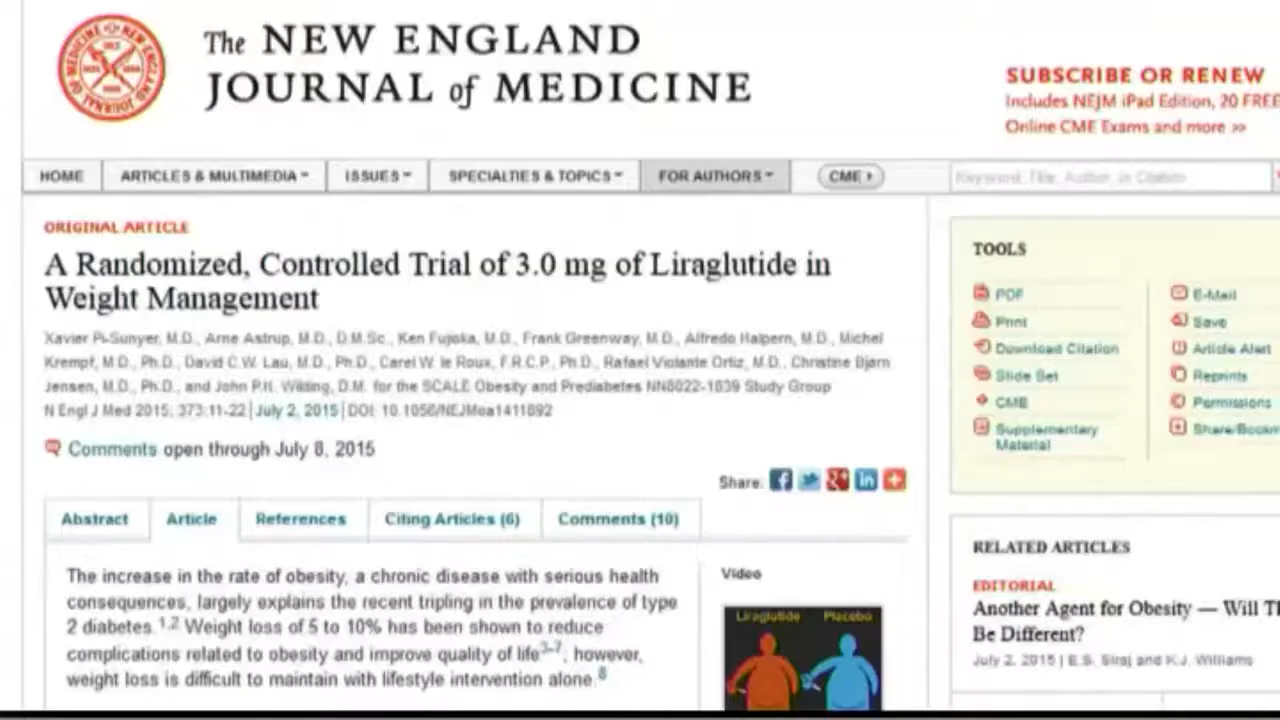 The NEW ENGLAND
JOURNAL of MEDICINE
SUBSCRIBE OR RENEW
Includes NEJM iPad Edition, 20 FREE
Online CME Exams and more >>
HOME
ARTICLES & MULTIMEDIA
ISSUES
SPECIALTIES & TOPICS
FOR AUTHORS
CME
Keyword, Title, Author, or Citation
ORIGINAL ARTICLE
A Randomized, Controlled Trial of 3.0 mg of Liraglutide in
Weight Management
Xavier Pi-Sunyer, M.D., Arne Astrup, M.D., D.M.Sc., Ken Fujioka, M.D., Frank Greenway, M.D., Alfredo Halpern, M.D., Michel
Krempf, M.D., Ph.D., David C.W. Lau, M.D., Ph.D., Carel W. le Roux, F.R.C.P., Ph.D., Rafael Violante Ortiz, M.D., Christine Bjørn
Jensen, M.D., Ph.D., and John P.H. Wilding, D.M. for the SCALE Obesity and Prediabetes NN8022-1839 Study Group
N Engl J Med 2015; 373:11-22 | July 2, 2015 | DOI: 10.1056/NEJMoa1411892
Comments open through July 8, 2015
Share:
Abstract
Article
References
Citing Articles (6)
Comments (10)
The increase in the rate of obesity, a chronic disease with serious health
consequences, largely explains the recent tripling in the prevalence of type
2 diabetes.1,2 Weight loss of 5 to 10% has been shown to reduce
complications related to obesity and improve quality of life3-7; however,
weight loss is difficult to maintain with lifestyle intervention alone.8
Video
Liraglutide Placebo
TOOLS
PDF
Print
Download Citation
Slide Set
CME
Supplementary
Material
E-Mail
Save
Article Alert
Reprints
Permissions
Share/Bookm
RELATED ARTICLES
EDITORIAL
Another Agent for Obesity — Will Th
Be Different?
July 2, 2015 | E.S. Siraj and K.J. Williams